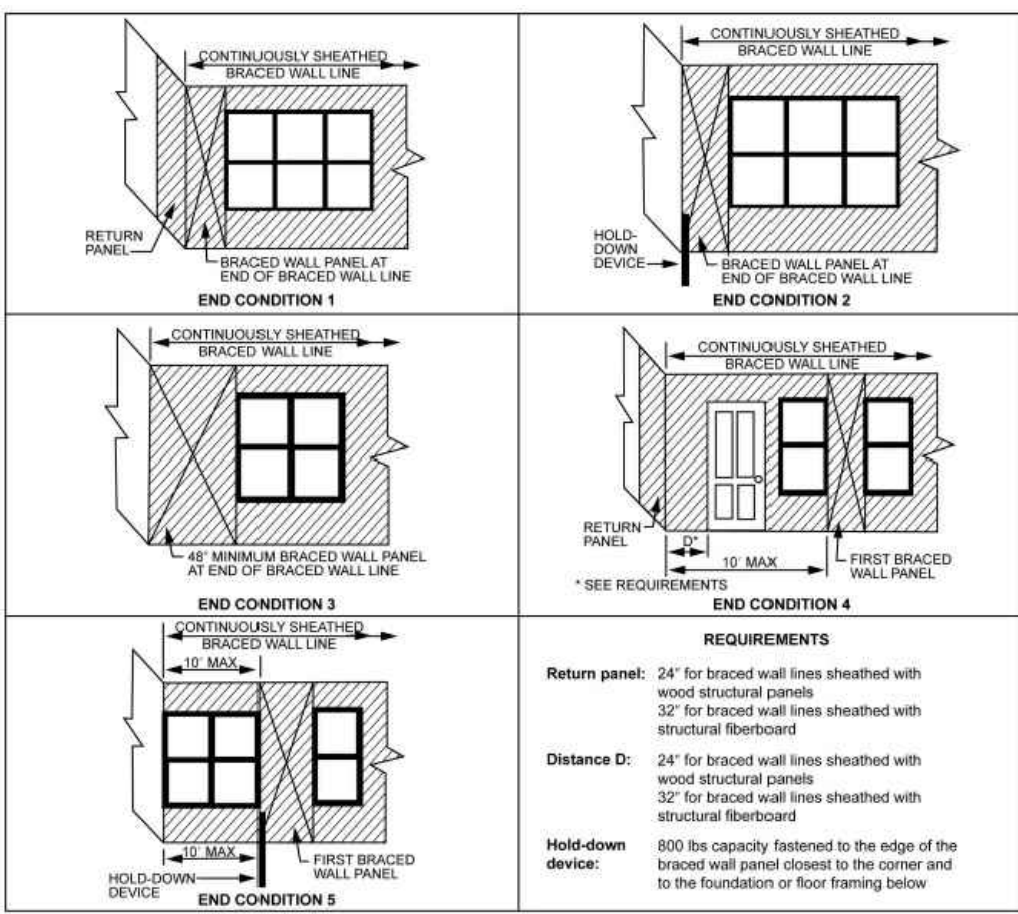 CONTINUOUSLY SHEATHED
BRACED WALL LINE
RETURN
PANEL
BRACED WALL PANEL AT
END OF BRACED WALL LINE
END CONDITION 1
CONTINUOUSLY SHEATHED
BRACED WALL LINE
HOLD-
DOWN
DEVICE
BRACED WALL PANEL AT
END OF BRACED WALL LINE
END CONDITION 2
CONTINUOUSLY SHEATHED
BRACED WALL LINE
48" MINIMUM BRACED WALL PANEL
AT END OF BRACED WALL LINE
END CONDITION 3
CONTINUOUSLY SHEATHED
BRACED WALL LINE
RETURN
PANEL
D*
10' MAX
FIRST BRACED
WALL PANEL
* SEE REQUIREMENTS
END CONDITION 4
CONTINUOUSLY SHEATHED
BRACED WALL LINE
10' MAX
10' MAX
HOLD-DOWN
DEVICE
FIRST BRACED
WALL PANEL
END CONDITION 5
REQUIREMENTS
Return panel: 24" for braced wall lines sheathed with
wood structural panels
32" for braced wall lines sheathed with
structural fiberboard
Distance D: 24" for braced wall lines sheathed with
wood structural panels
32" for braced wall lines sheathed with
structural fiberboard
Hold-down 800 lbs capacity fastened to the edge of the
device: braced wall panel closest to the corner and
to the foundation or floor framing below